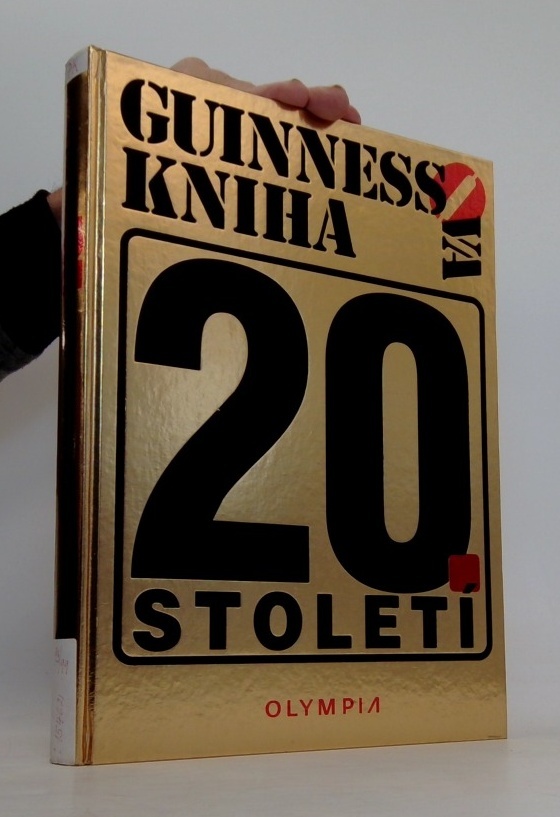 GUINNESSOVA
KNIHA
20.
STOLETÍ
OLYMPIA